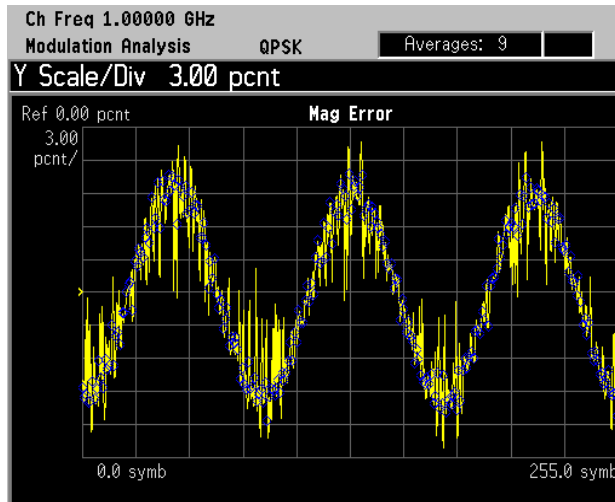 Ch Freq 1.00000 GHz
Modulation Analysis QPSK Averages: 9
Y Scale/Div 3.00 pcnt
Ref 0.00 pcnt Mag Error
3.00
pcnt/
0.0 symb 255.0 symb